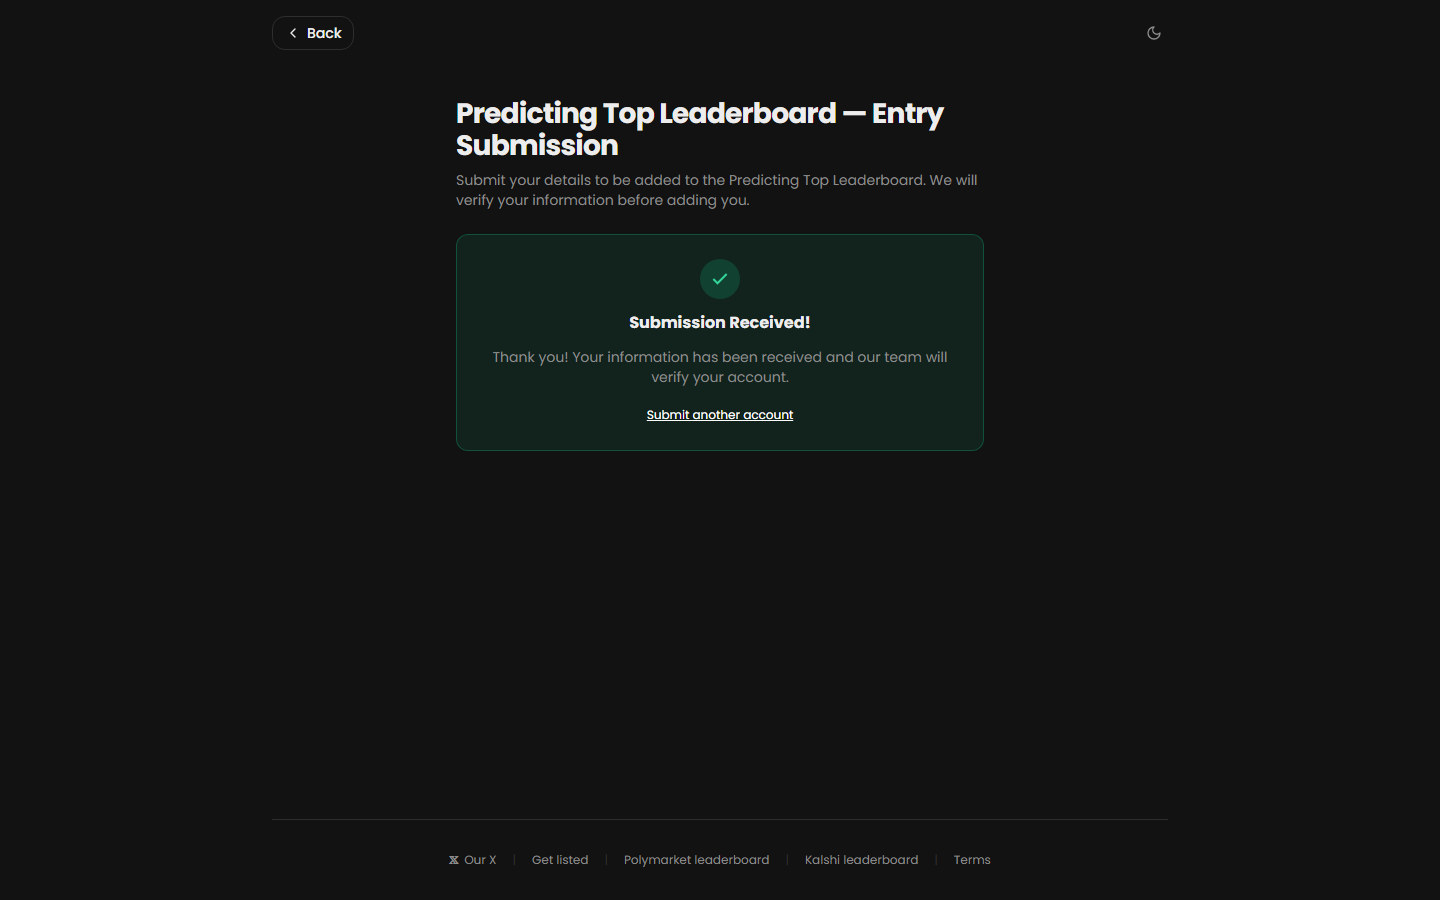 Back
Predicting Top Leaderboard — Entry
Submission
Submit your details to be added to the Predicting Top Leaderboard. We will
verify your information before adding you.
Submission Received!
Thank you! Your information has been received and our team will
verify your account.
Submit another account
X Our X | Get listed | Polymarket leaderboard | Kalshi leaderboard | Terms